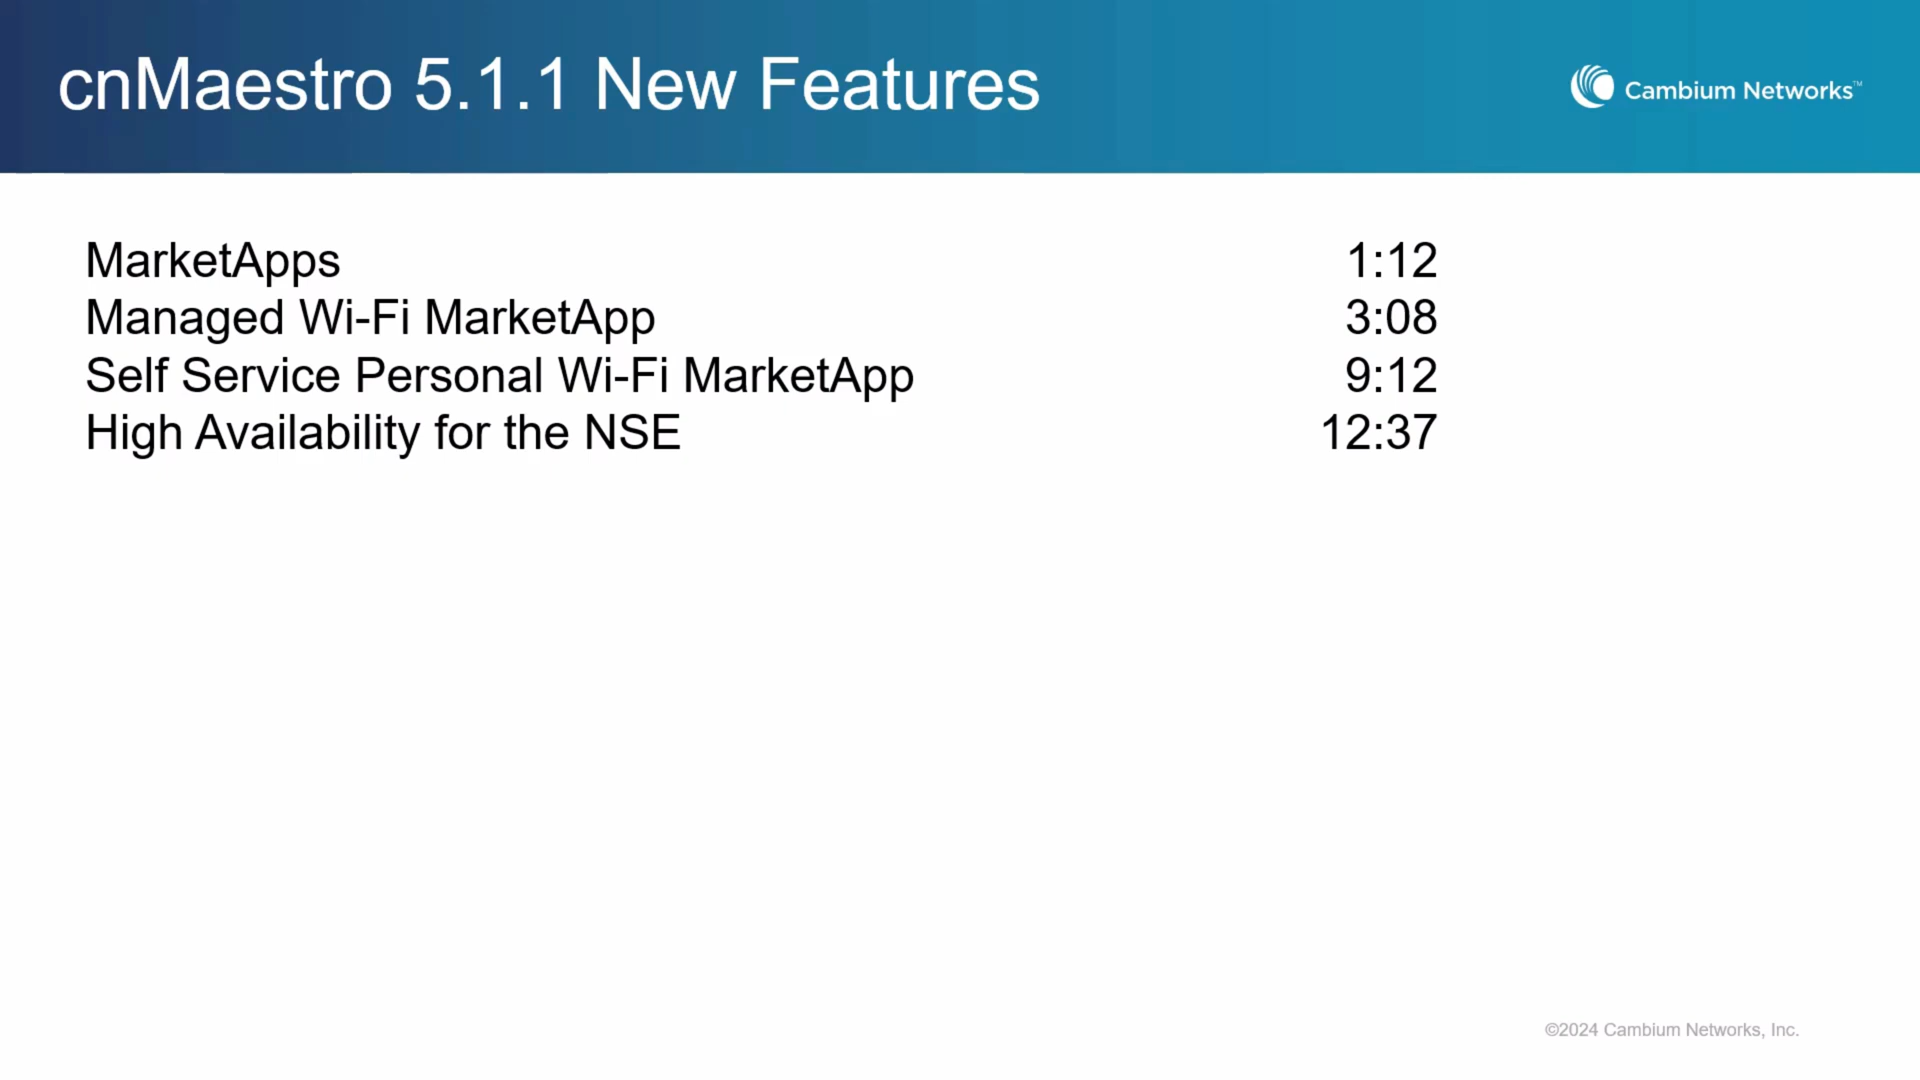 cnMaestro 5.1.1 New Features
Cambium Networks™
MarketApps 1:12
Managed Wi-Fi MarketApp 3:08
Self Service Personal Wi-Fi MarketApp 9:12
High Availability for the NSE 12:37
©2024 Cambium Networks, Inc.